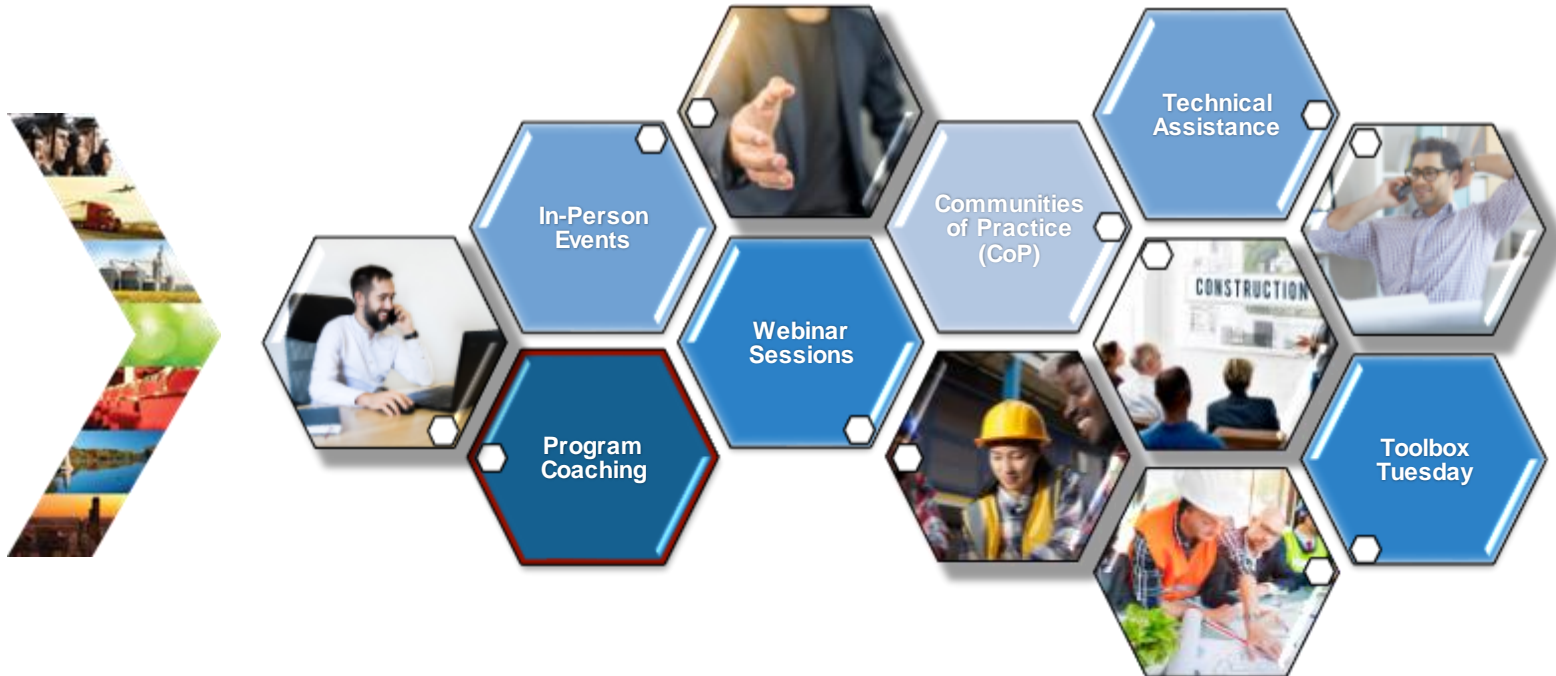 Technical
Assistance
In-Person
Events
Communities
of Practice
(CoP)
CONSTRUCTION
Webinar
Sessions
Program
Coaching
Toolbox
Tuesday